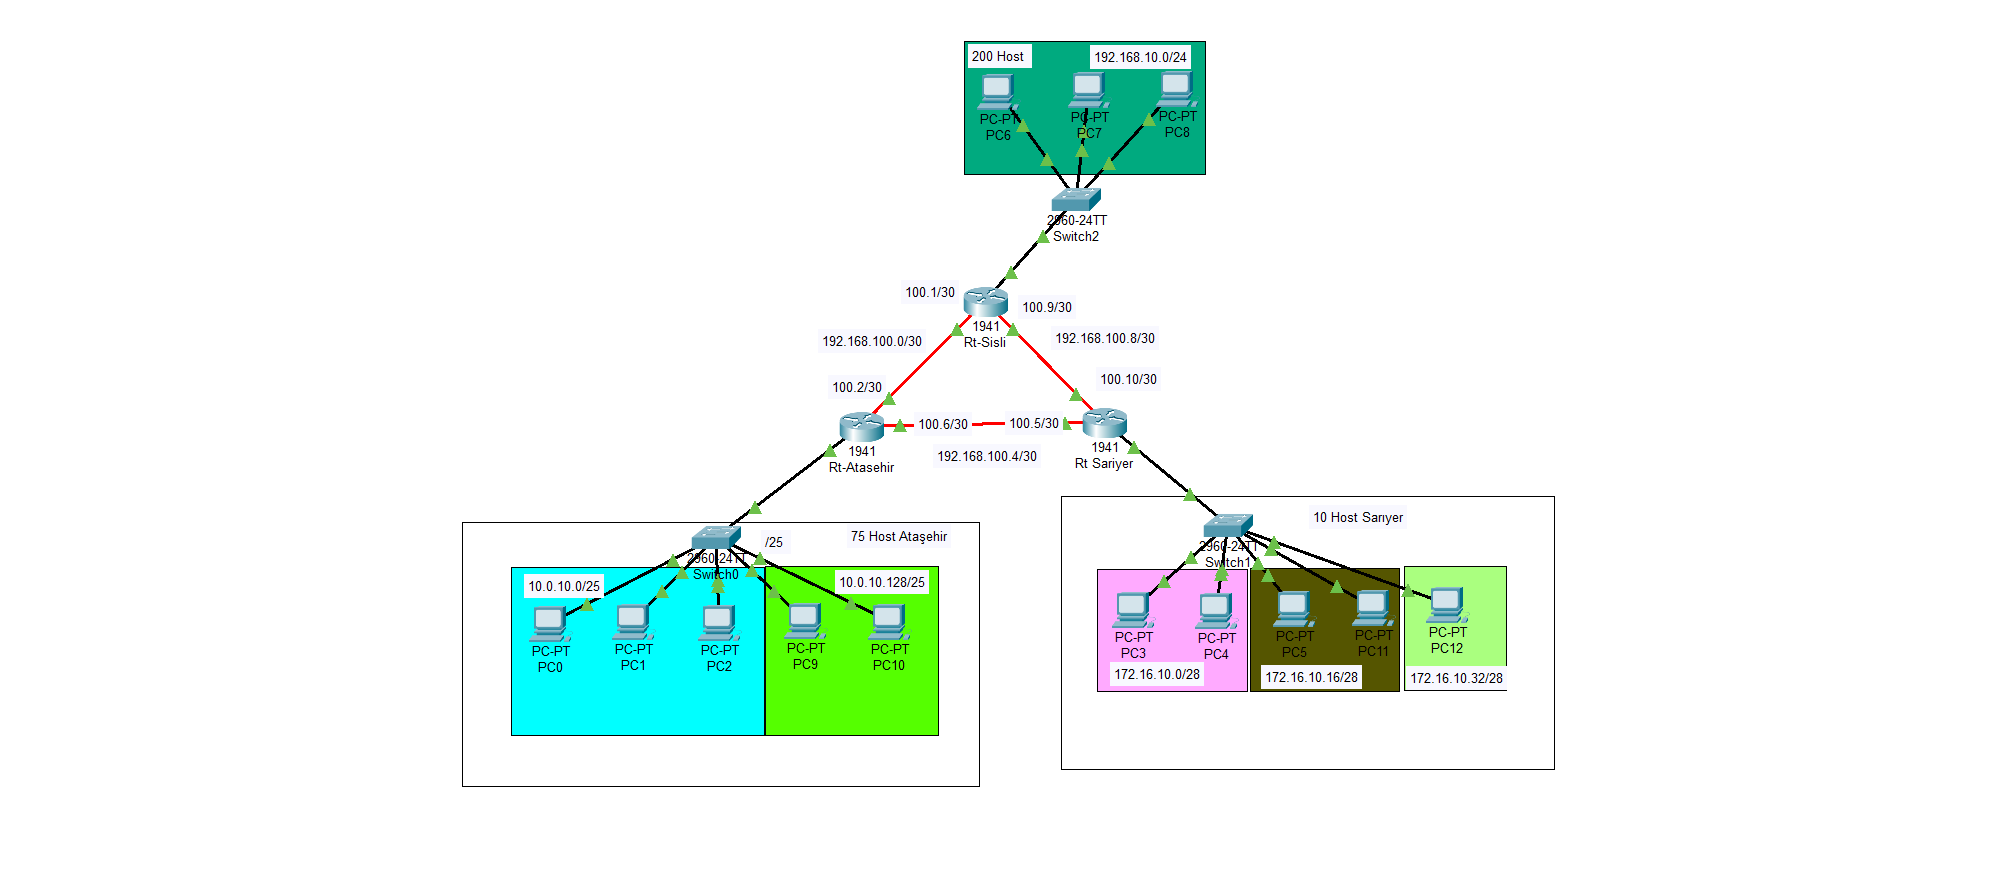 200 Host
192.168.10.0/24
PC-PT
PC6
PC-PT
PC7
PC-PT
PC8
2960-24TT
Switch2
100.1/30
100.9/30
1941
Rt-Sisli
192.168.100.0/30
192.168.100.8/30
100.2/30
100.10/30
100.6/30
100.5/30
1941
Rt-Atasehir
192.168.100.4/30
1941
Rt Sariyer
75 Host Ataşehir
/25
2960-24TT
Switch0
10.0.10.0/25
10.0.10.128/25
PC-PT
PC0
PC-PT
PC1
PC-PT
PC2
PC-PT
PC9
PC-PT
PC10
10 Host Sarıyer
2960-24TT
Switch1
PC-PT
PC3
PC-PT
PC4
PC-PT
PC5
PC-PT
PC11
PC-PT
PC12
172.16.10.0/28
172.16.10.16/28
172.16.10.32/28